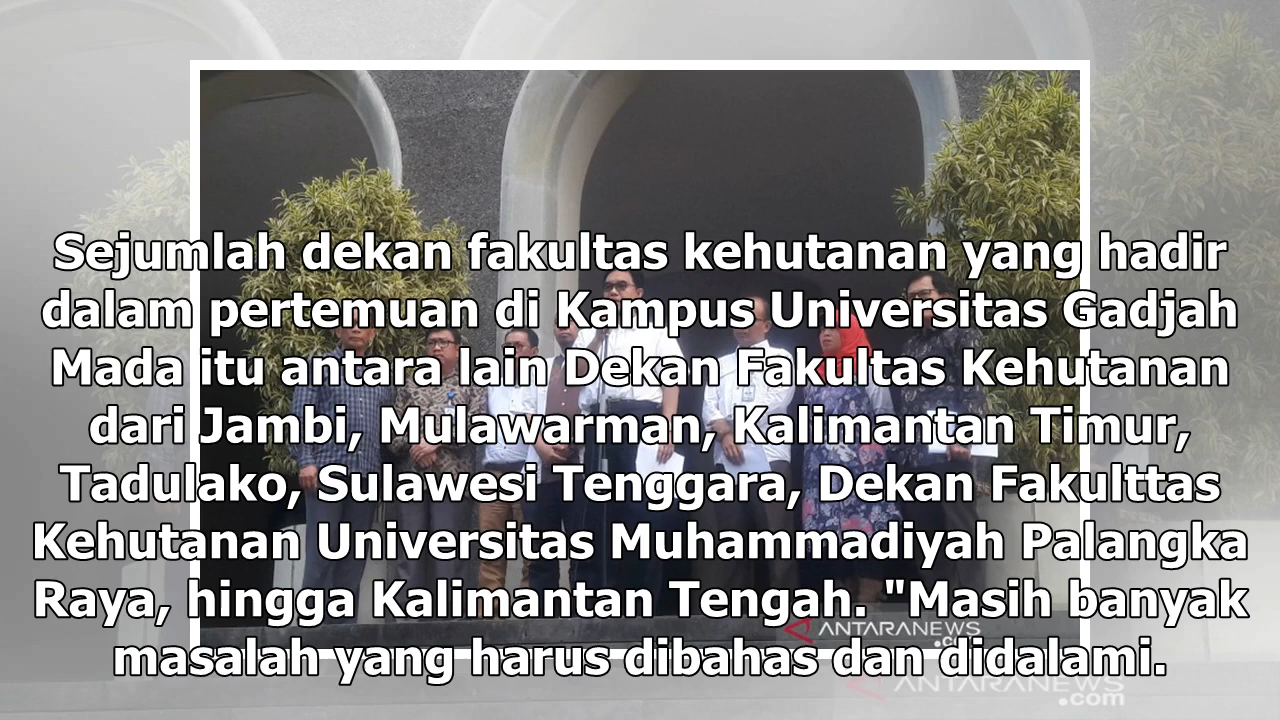 Sejumlah dekan fakultas kehutanan yang hadir
dalam pertemuan di Kampus Universitas Gadjah
Mada itu antara lain Dekan Fakultas Kehutanan
dari Jambi, Mulawarman, Kalimantan Timur,
Tadulako, Sulawesi Tenggara, Dekan Fakulttas
Kehutanan Universitas Muhammadiyah Palangka
Raya, hingga Kalimantan Tengah. "Masih banyak
ANTARANEWS
.com
masalah yang harus dibahas dan didalami.
ANTARANEWS
.com